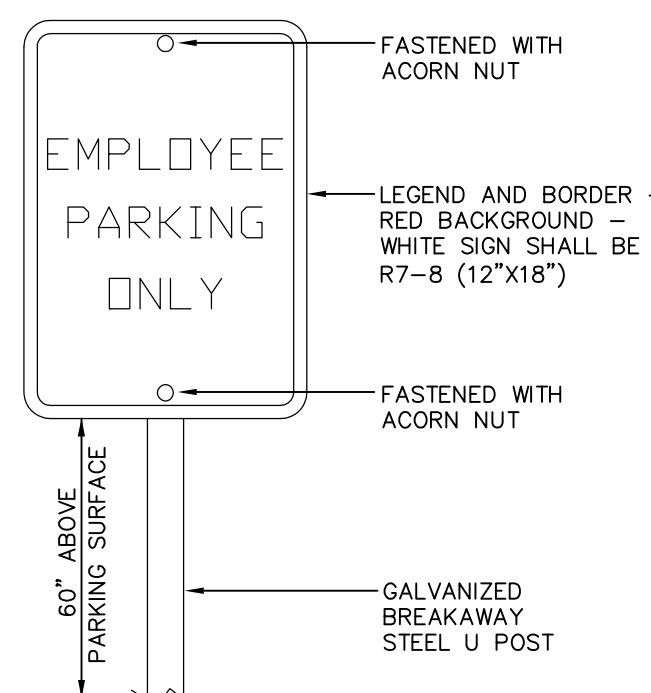 FASTENED WITH
ACORN NUT
EMPLOYEE
PARKING
ONLY
LEGEND AND BORDER -
RED BACKGROUND –
WHITE SIGN SHALL BE
R7–8 (12"X18")
FASTENED WITH
ACORN NUT
60" ABOVE
PARKING SURFACE
GALVANIZED
BREAKAWAY
STEEL U POST